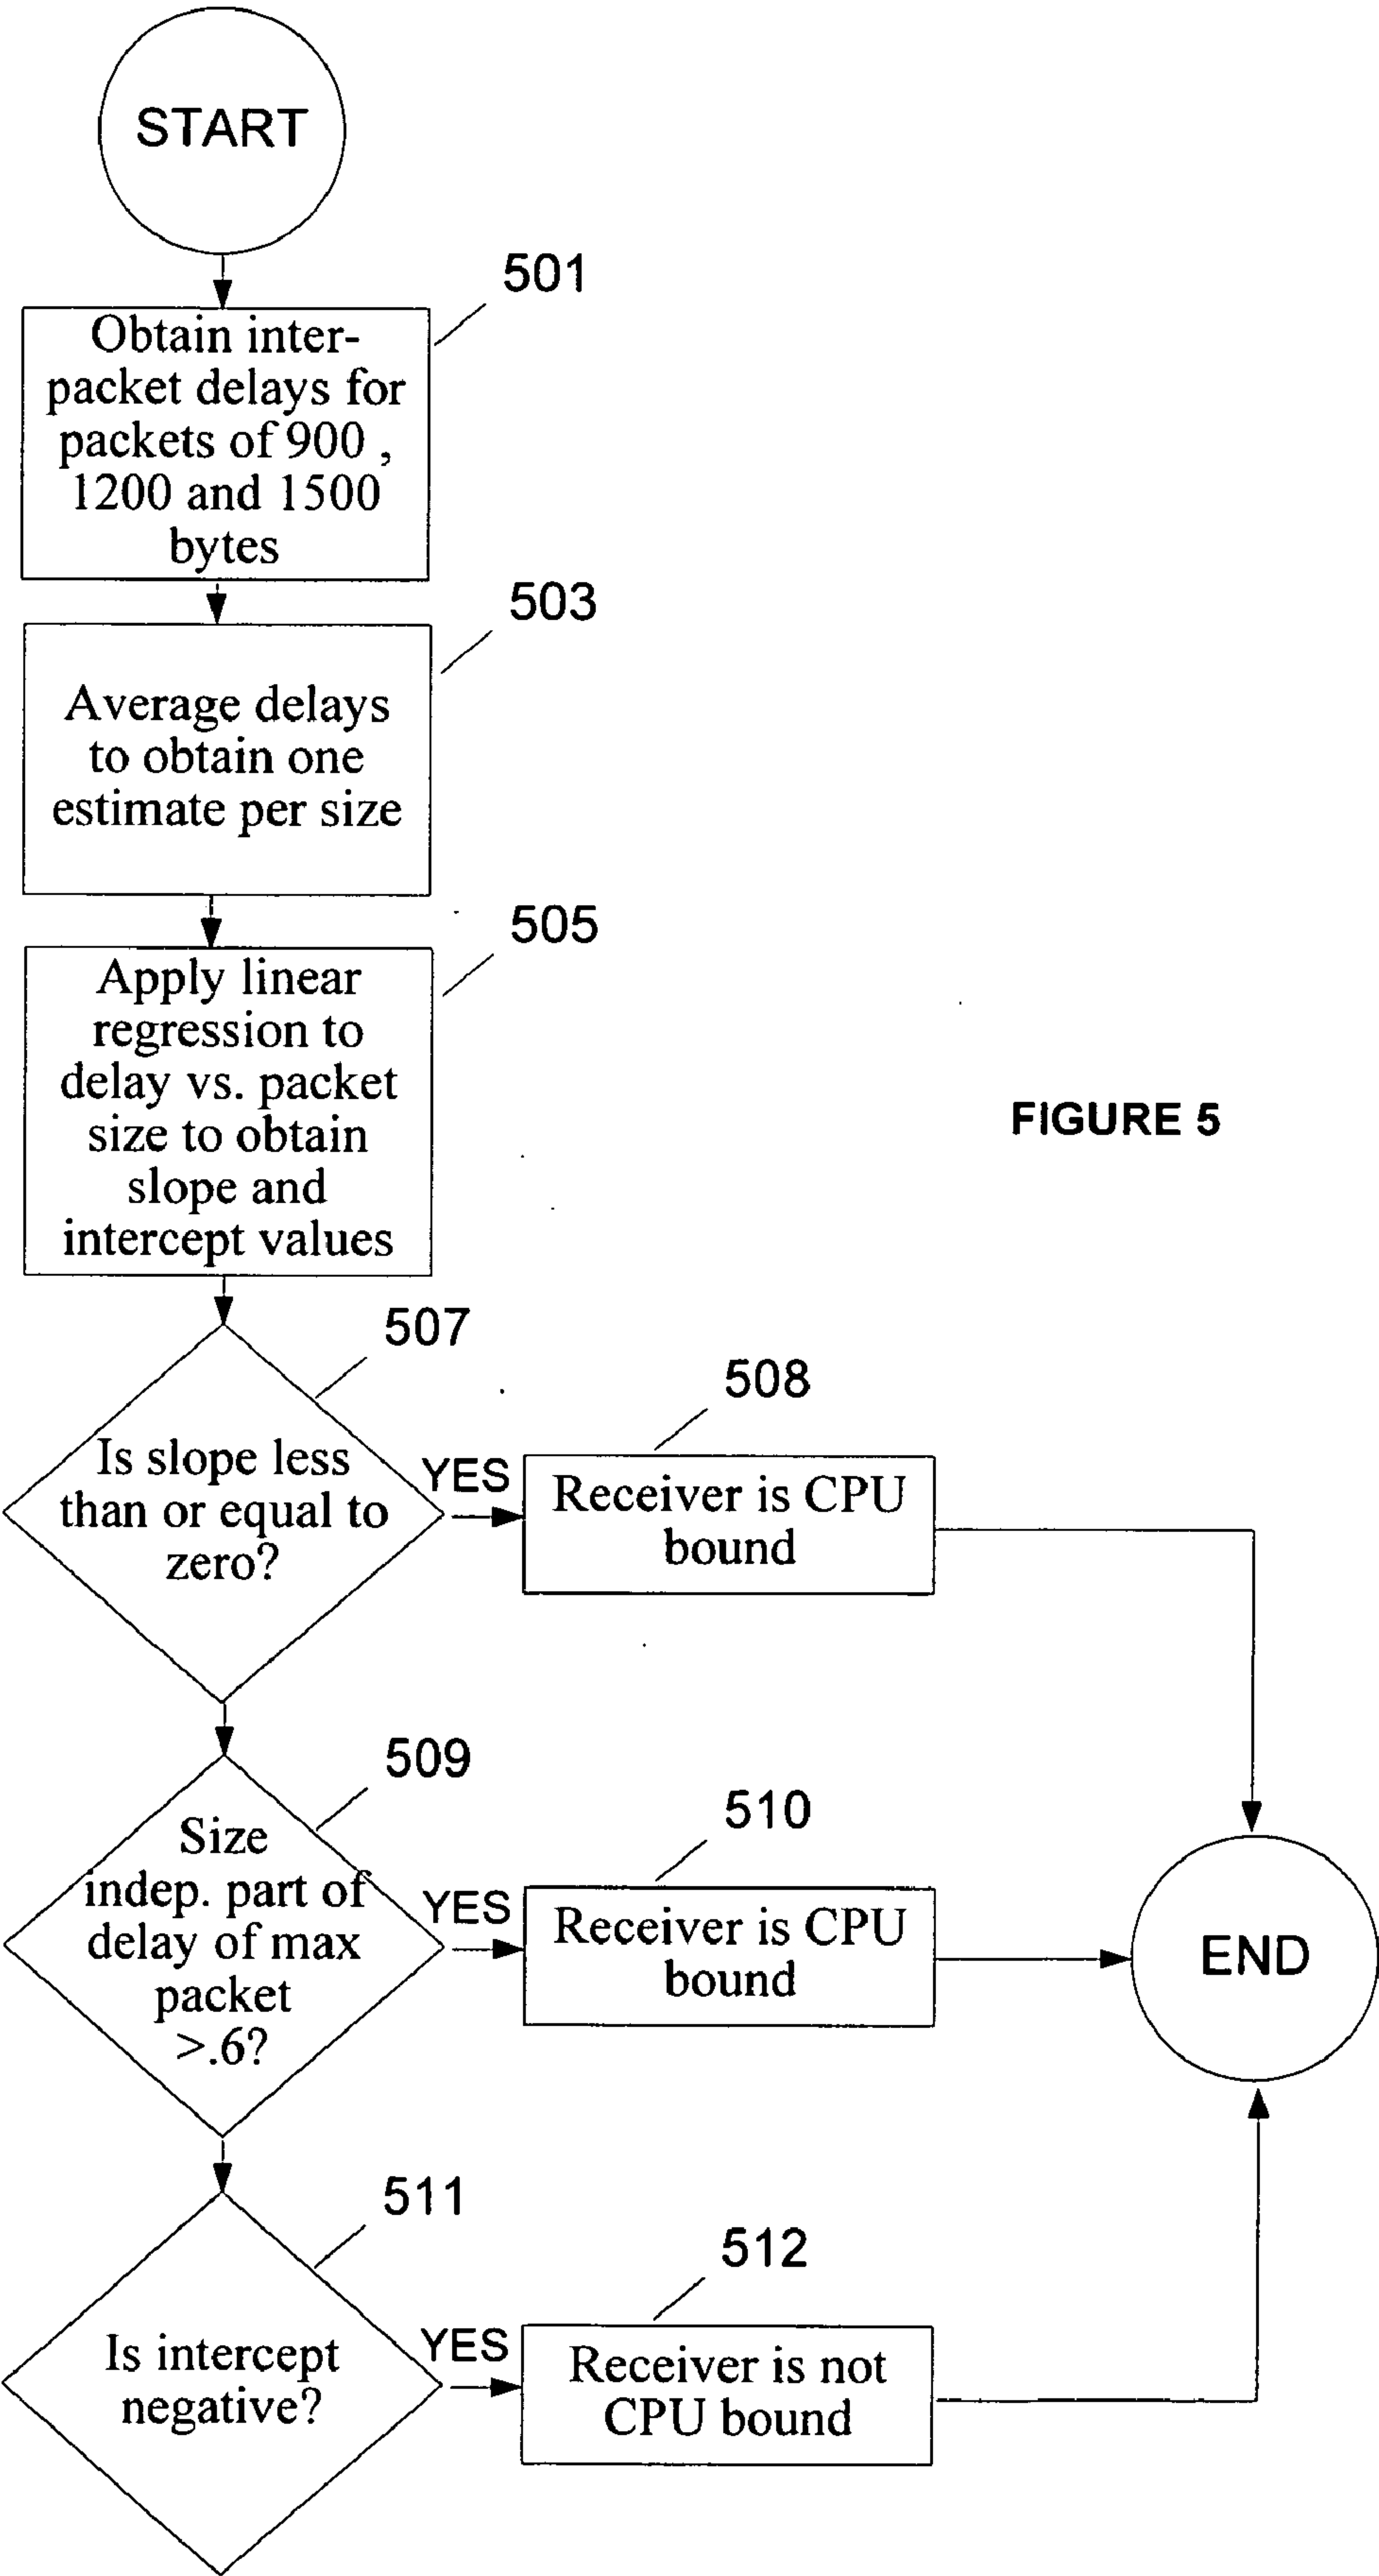 START
501
Obtain inter-
packet delays for
packets of 900 ,
1200 and 1500
bytes
503
Average delays
to obtain one
estimate per size
505
Apply linear
regression to
delay vs. packet
size to obtain
slope and
intercept values
FIGURE 5
507
Is slope less
than or equal to
zero?
YES
508
Receiver is CPU
bound
509
Size
indep. part of
delay of max
packet
>.6?
YES
510
Receiver is CPU
bound
END
511
Is intercept
negative?
YES
512
Receiver is not
CPU bound